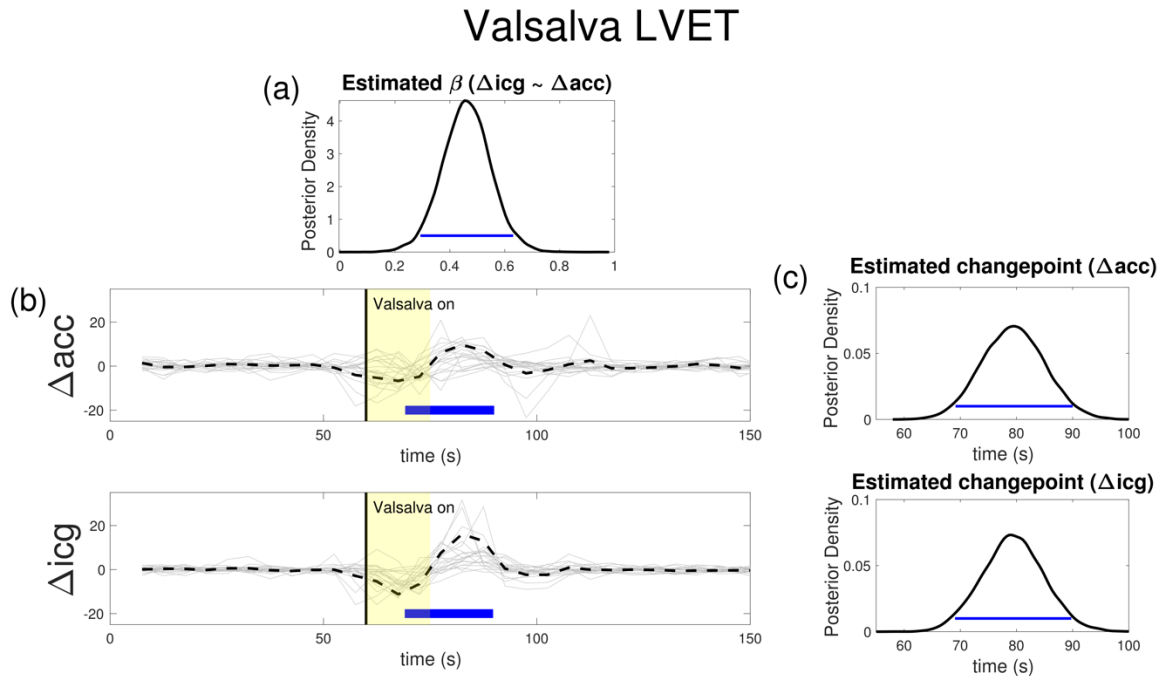 Valsalva LVET
(a)
Estimated β (Δicg ~ Δacc)
Posterior Density
4
3
2
1
0
0 0.2 0.4 0.6 0.8 1
(b)
Δacc
20
0
-20
Valsalva on
0 50 100 150
time (s)
Δicg
20
0
-20
Valsalva on
0 50 100 150
time (s)
(c)
Estimated changepoint (Δacc)
Posterior Density
0.1
0.05
0
60 70 80 90 100
time (s)
Estimated changepoint (Δicg)
Posterior Density
0.1
0.05
0
60 70 80 90 100
time (s)